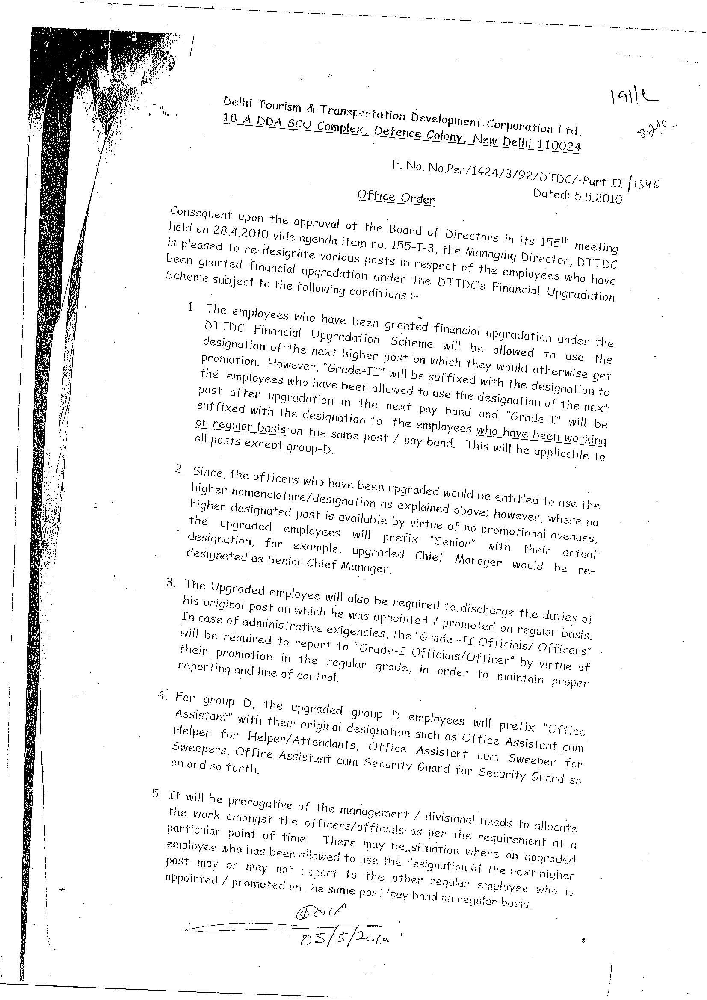 191/C
Delhi Tourism & Transportation Development Corporation Ltd.
18 A DDA SCO Complex, Defence Colony, New Delhi 110024
F. No. No.Per/1424/3/92/DTDC/-Part II /1545
Dated: 5.5.2010
Office Order
Consequent upon the approval of the Board of Directors in its 155th meeting
held on 28.4.2010 vide agenda item no. 155-I-3, the Managing Director, DTTDC
is pleased to re-designate various posts in respect of the employees who have
been granted financial upgradation under the DTTDC's Financial Upgradation
Scheme subject to the following conditions :-
1. The employees who have been granted financial upgradation under the
DTTDC Financial Upgradation Scheme will be allowed to use the
designation of the next higher post on which they would otherwise get
promotion. However, "Grade-II" will be suffixed with the designation to
the employees who have been allowed to use the designation of the next
post after upgradation in the next pay band and "Grade-I" will be
suffixed with the designation to the employees who have been working
on regular basis on the same post / pay band. This will be applicable to
all posts except group-D.
2. Since, the officers who have been upgraded would be entitled to use the
higher nomenclature/designation as explained above; however, where no
higher designated post is available by virtue of no promotional avenues,
the upgraded employees will prefix "Senior" with their actual
designation, for example, upgraded Chief Manager would be re-
designated as Senior Chief Manager.
3. The Upgraded employee will also be required to discharge the duties of
his original post on which he was appointed / promoted on regular basis.
In case of administrative exigencies, the "Grade -II Officials/ Officers"
will be required to report to "Grade-I Officials/Officer" by virtue of
their promotion in the regular grade, in order to maintain proper
reporting and line of control.
4. For group D, the upgraded group D employees will prefix "Office
Assistant" with their original designation such as Office Assistant cum
Helper for Helper/Attendants, Office Assistant cum Sweeper for
Sweepers, Office Assistant cum Security Guard for Security Guard so
on and so forth.
5. It will be prerogative of the management / divisional heads to allocate
the work amongst the officers/officials as per the requirement at a
particular point of time. There may be situation where an upgraded
employee who has been allowed to use the designation of the next higher
post may or may not report to the other regular employee who is
appointed / promoted on the same post /pay band on regular basis.
05/5/2010